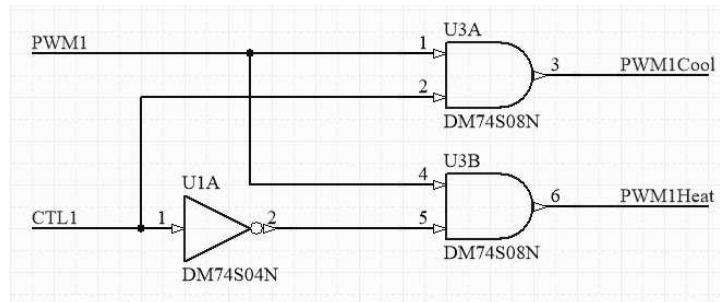 U3A
PWM1
1
3
PWM1Cool
2
DM74S08N
U3B
U1A
4
6
PWM1Heat
CTL1
1
2
5
DM74S04N
DM74S08N